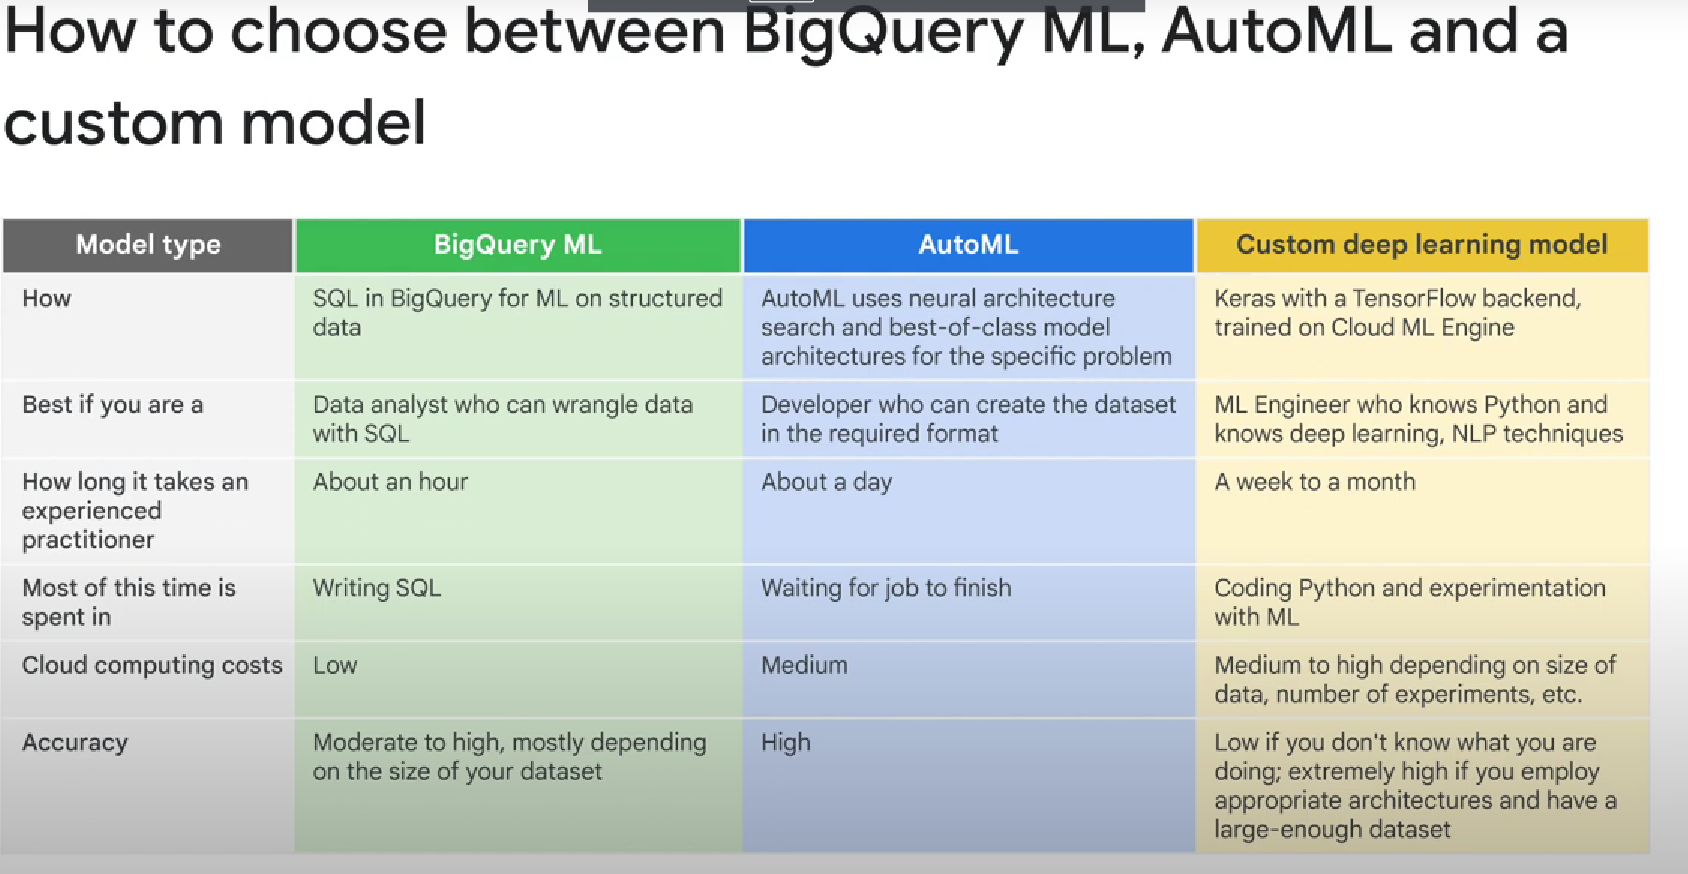 How to choose between BigQuery ML, AutoML and a
custom model
Model type
BigQuery ML
AutoML
Custom deep learning model
How
SQL in BigQuery for ML on structured
data
AutoML uses neural architecture
search and best-of-class model
architectures for the specific problem
Keras with a TensorFlow backend,
trained on Cloud ML Engine
Best if you are a
Data analyst who can wrangle data
with SQL
Developer who can create the dataset
in the required format
ML Engineer who knows Python and
knows deep learning, NLP techniques
How long it takes an
experienced
practitioner
About an hour
About a day
A week to a month
Most of this time is
spent in
Writing SQL
Waiting for job to finish
Coding Python and experimentation
with ML
Cloud computing costs
Low
Medium
Medium to high depending on size of
data, number of experiments, etc.
Accuracy
Moderate to high, mostly depending
on the size of your dataset
High
Low if you don't know what you are
doing; extremely high if you employ
appropriate architectures and have a
large-enough dataset